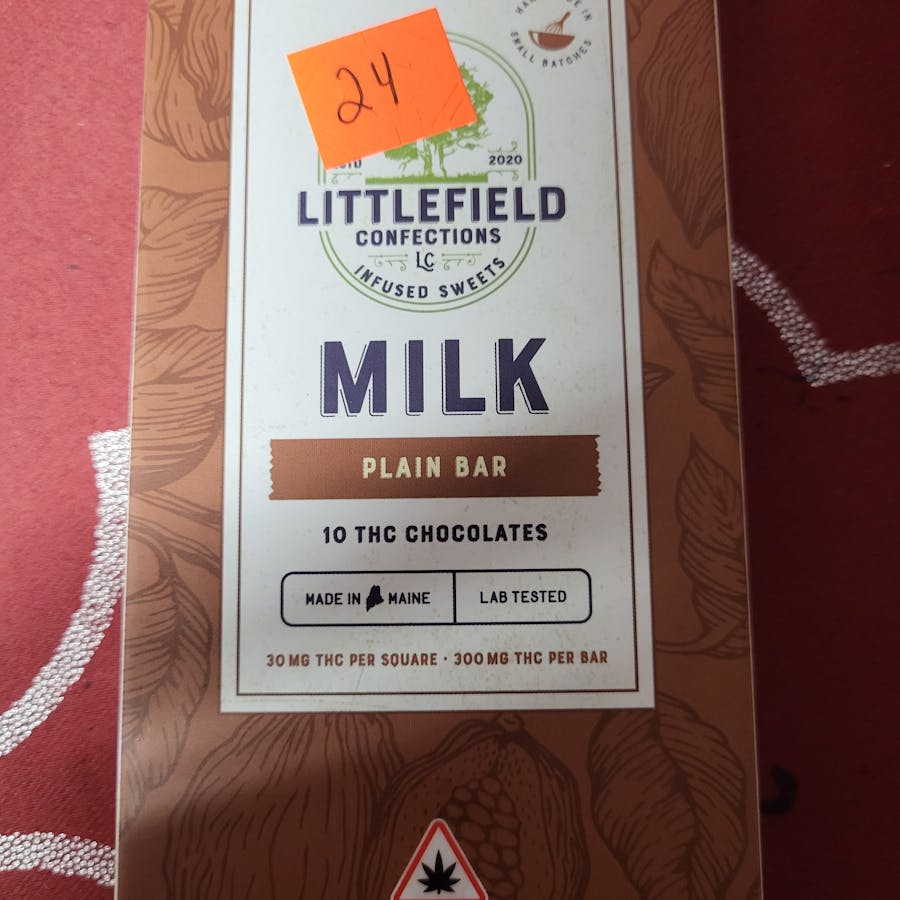 SMALL BATCHES
24
2020
LITTLEFIELD
CONFECTIONS
LC
INFUSED SWEETS
MILK
PLAIN BAR
10 THC CHOCOLATES
MADE IN MAINE
LAB TESTED
30 MG THC PER SQUARE · 300 MG THC PER BAR